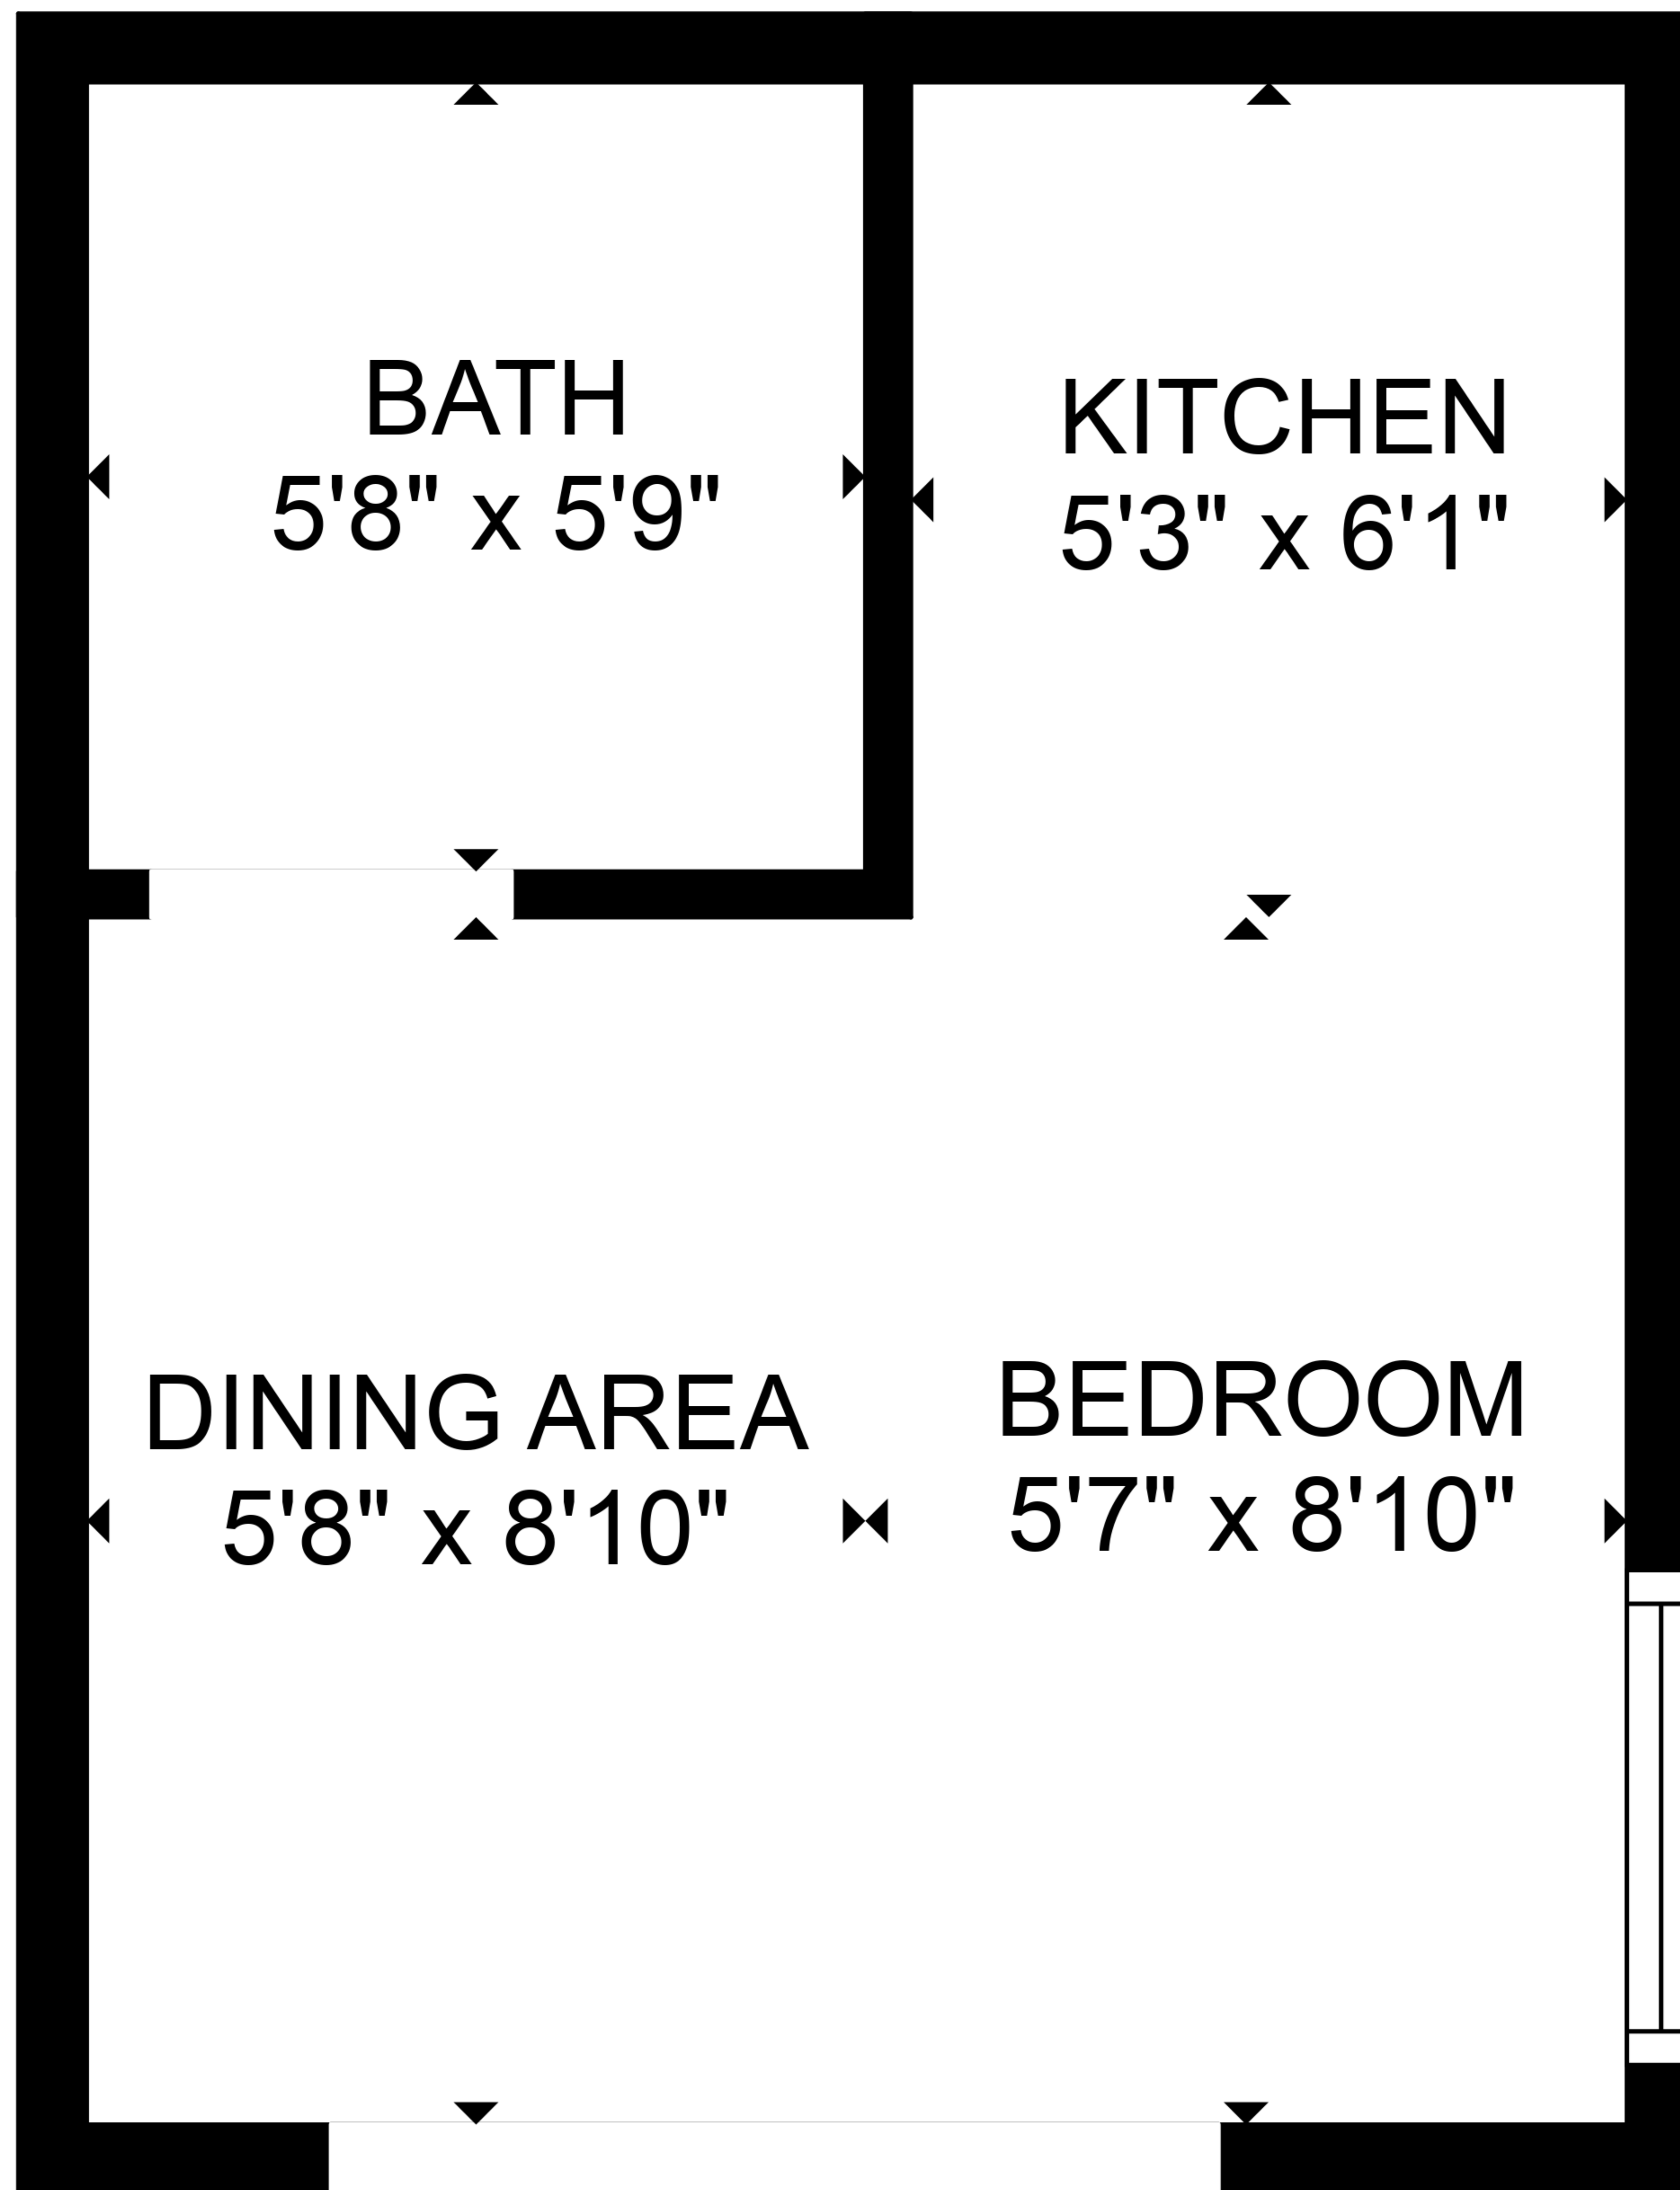 BATH
5'8" x 5'9"
KITCHEN
5'3" x 6'1"
DINING AREA
5'8" x 8'10"
BEDROOM
5'7" x 8'10"